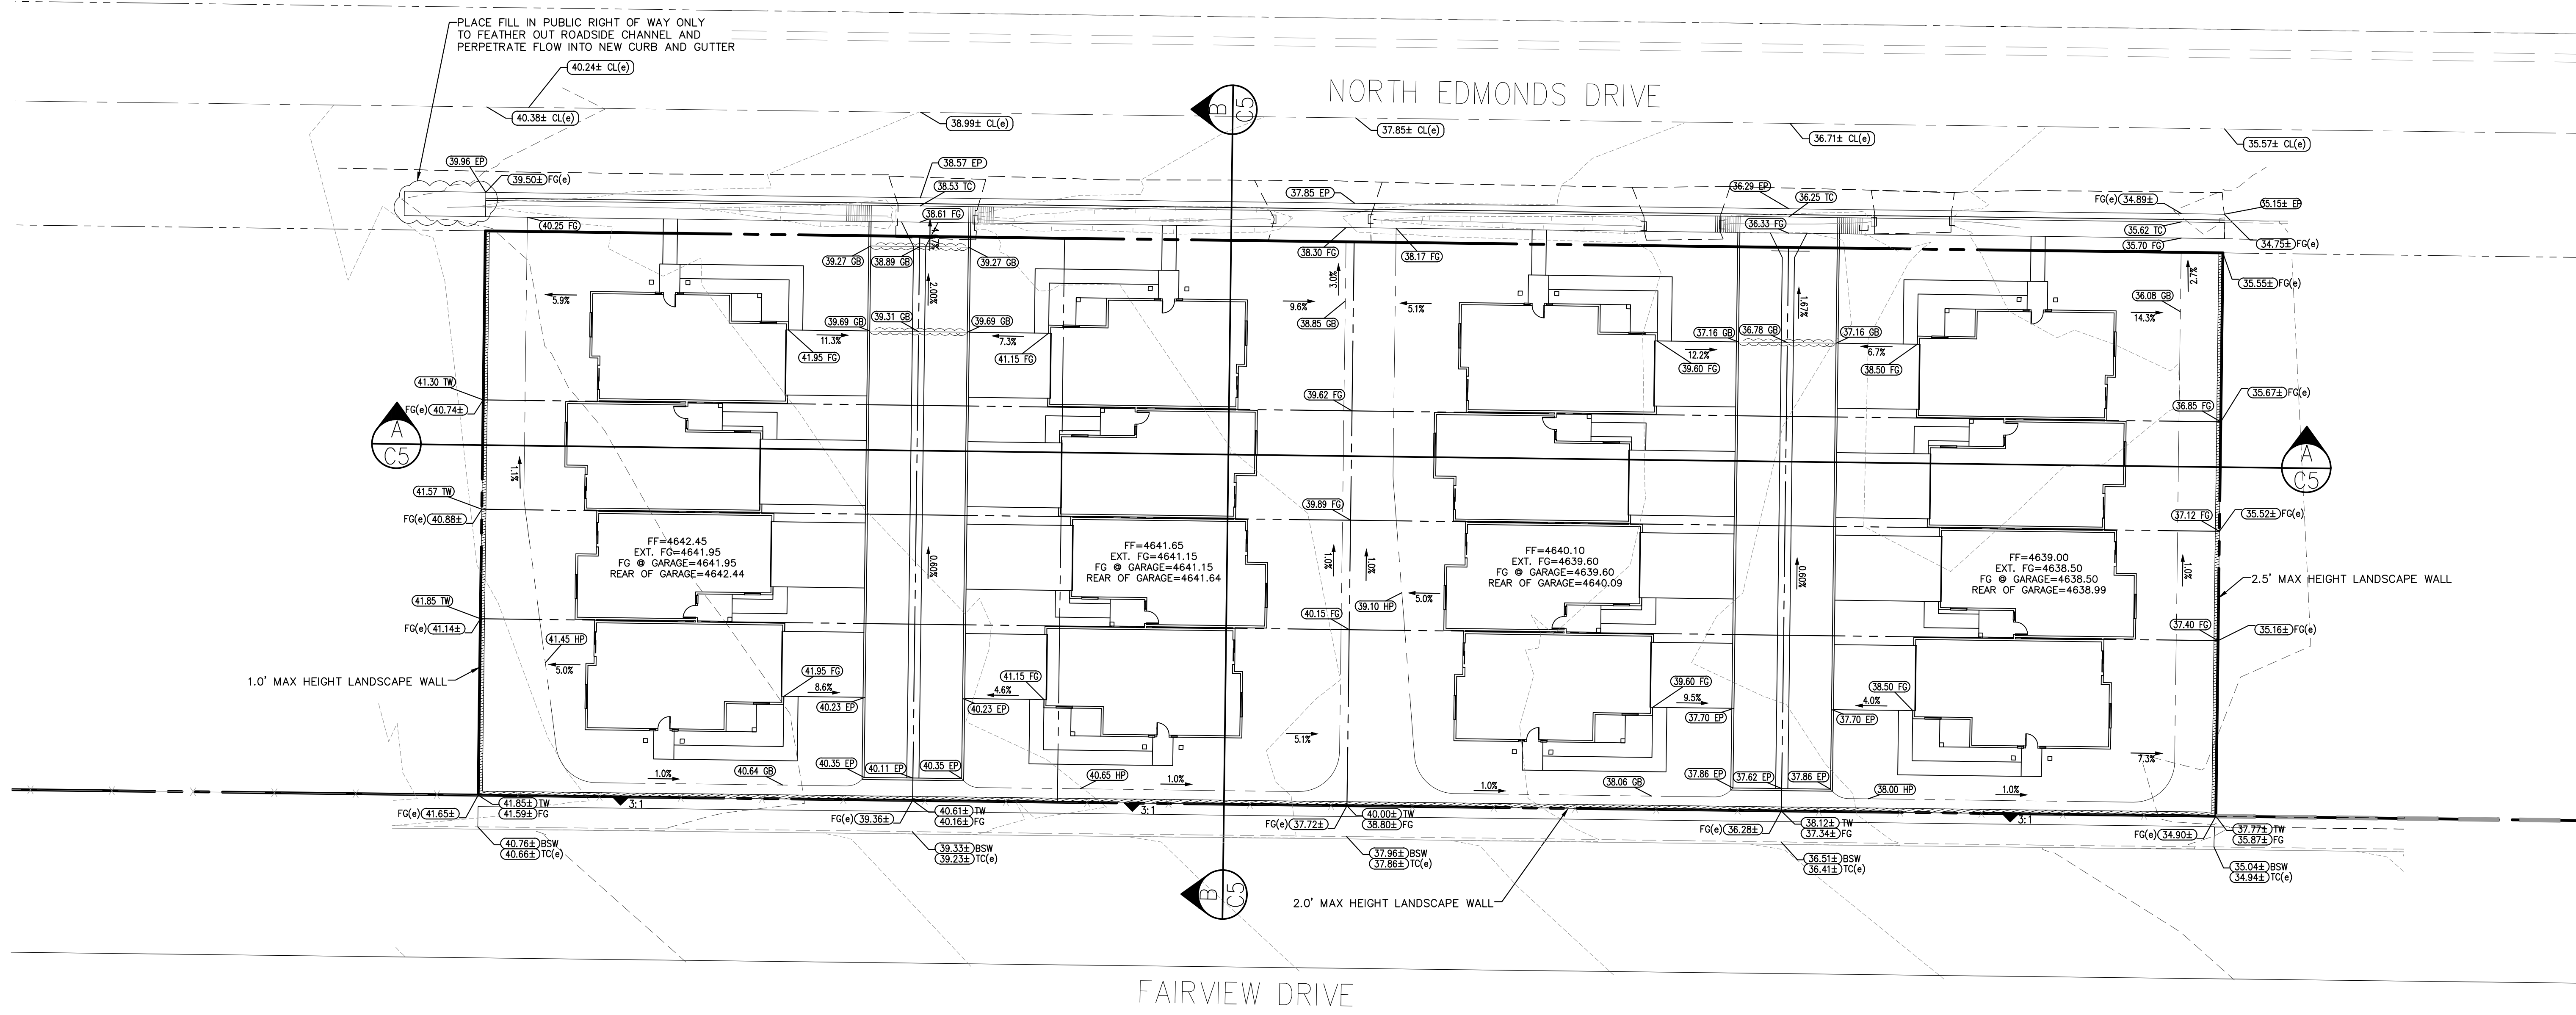 PLACE FILL IN PUBLIC RIGHT OF WAY ONLY
TO FEATHER OUT ROADSIDE CHANNEL AND
PERPETRATE FLOW INTO NEW CURB AND GUTTER
40.24± CL(e)
40.38± CL(e)
38.99± CL(e)
NORTH EDMONDS DRIVE
37.85± CL(e)
36.71± CL(e)
35.57± CL(e)
B
C5
39.96 EP
39.50± FG(e)
38.57 EP
38.53 TC
38.61 FG
37.85 EP
36.29 EP
36.25 TC
36.33 FG
FG(e) 34.89±
35.15± EP
35.62 TC
35.70 FG
34.75± FG(e)
40.25 FG
39.27 GB
38.89 GB
39.27 GB
38.30 FG
38.17 FG
35.55± FG(e)
5.9%
2.00%
9.6%
3.0%
5.1%
1.67%
2.7%
36.08 GB
14.3%
38.85 GB
39.69 GB
39.31 GB
39.69 GB
11.3%
41.95 FG
7.3%
41.15 FG
37.16 GB
36.78 GB
37.16 GB
12.2%
39.60 FG
6.7%
38.50 FG
41.30 TW
FG(e) 40.74±
39.62 FG
35.67± FG(e)
36.85 FG
A
C5
A
C5
1.1%
41.57 TW
FG(e) 40.88±
39.89 FG
37.12 FG
35.52± FG(e)
FF=4642.45
EXT. FG=4641.95
FG @ GARAGE=4641.95
REAR OF GARAGE=4642.44
0.60%
FF=4641.65
EXT. FG=4641.15
FG @ GARAGE=4641.15
REAR OF GARAGE=4641.64
1.0%
1.0%
FF=4640.10
EXT. FG=4639.60
FG @ GARAGE=4639.60
REAR OF GARAGE=4640.09
0.60%
FF=4639.00
EXT. FG=4638.50
FG @ GARAGE=4638.50
REAR OF GARAGE=4638.99
1.0%
2.5' MAX HEIGHT LANDSCAPE WALL
41.85 TW
FG(e) 41.14±
40.15 FG
39.10 HP
5.0%
37.40 FG
35.16± FG(e)
41.45 HP
5.0%
1.0' MAX HEIGHT LANDSCAPE WALL
41.95 FG
8.6%
40.23 EP
41.15 FG
4.6%
40.23 EP
39.60 FG
9.5%
37.70 EP
38.50 FG
4.0%
37.70 EP
5.1%
7.3%
1.0%
40.64 GB
40.35 EP
40.11 EP
40.35 EP
40.65 HP
1.0%
1.0%
38.06 GB
37.86 EP
37.62 EP
37.86 EP
38.00 HP
1.0%
FG(e) 41.65±
41.85± TW
41.59± FG
3:1
FG(e) 39.36±
40.61± TW
40.16± FG
3:1
FG(e) 37.72±
40.00± TW
38.80± FG
FG(e) 36.28±
38.12± TW
37.34± FG
3:1
FG(e) 34.90±
37.77± TW
35.87± FG
40.76± BSW
40.66± TC(e)
39.33± BSW
39.23± TC(e)
37.96± BSW
37.86± TC(e)
36.51± BSW
36.41± TC(e)
35.04± BSW
34.94± TC(e)
B
C5
2.0' MAX HEIGHT LANDSCAPE WALL
FAIRVIEW DRIVE